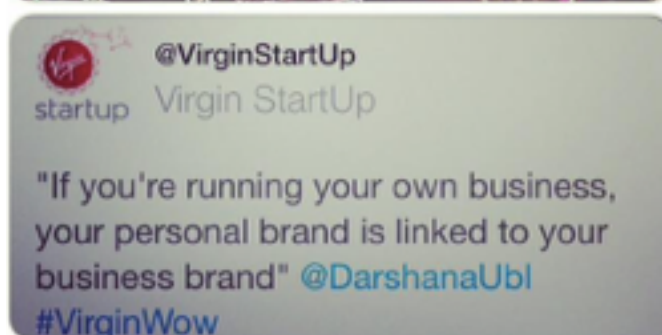 Virgin
startup
@VirginStartUp
Virgin StartUp
"If you're running your own business,
your personal brand is linked to your
business brand" @DarshanaUbl
#VirginWow